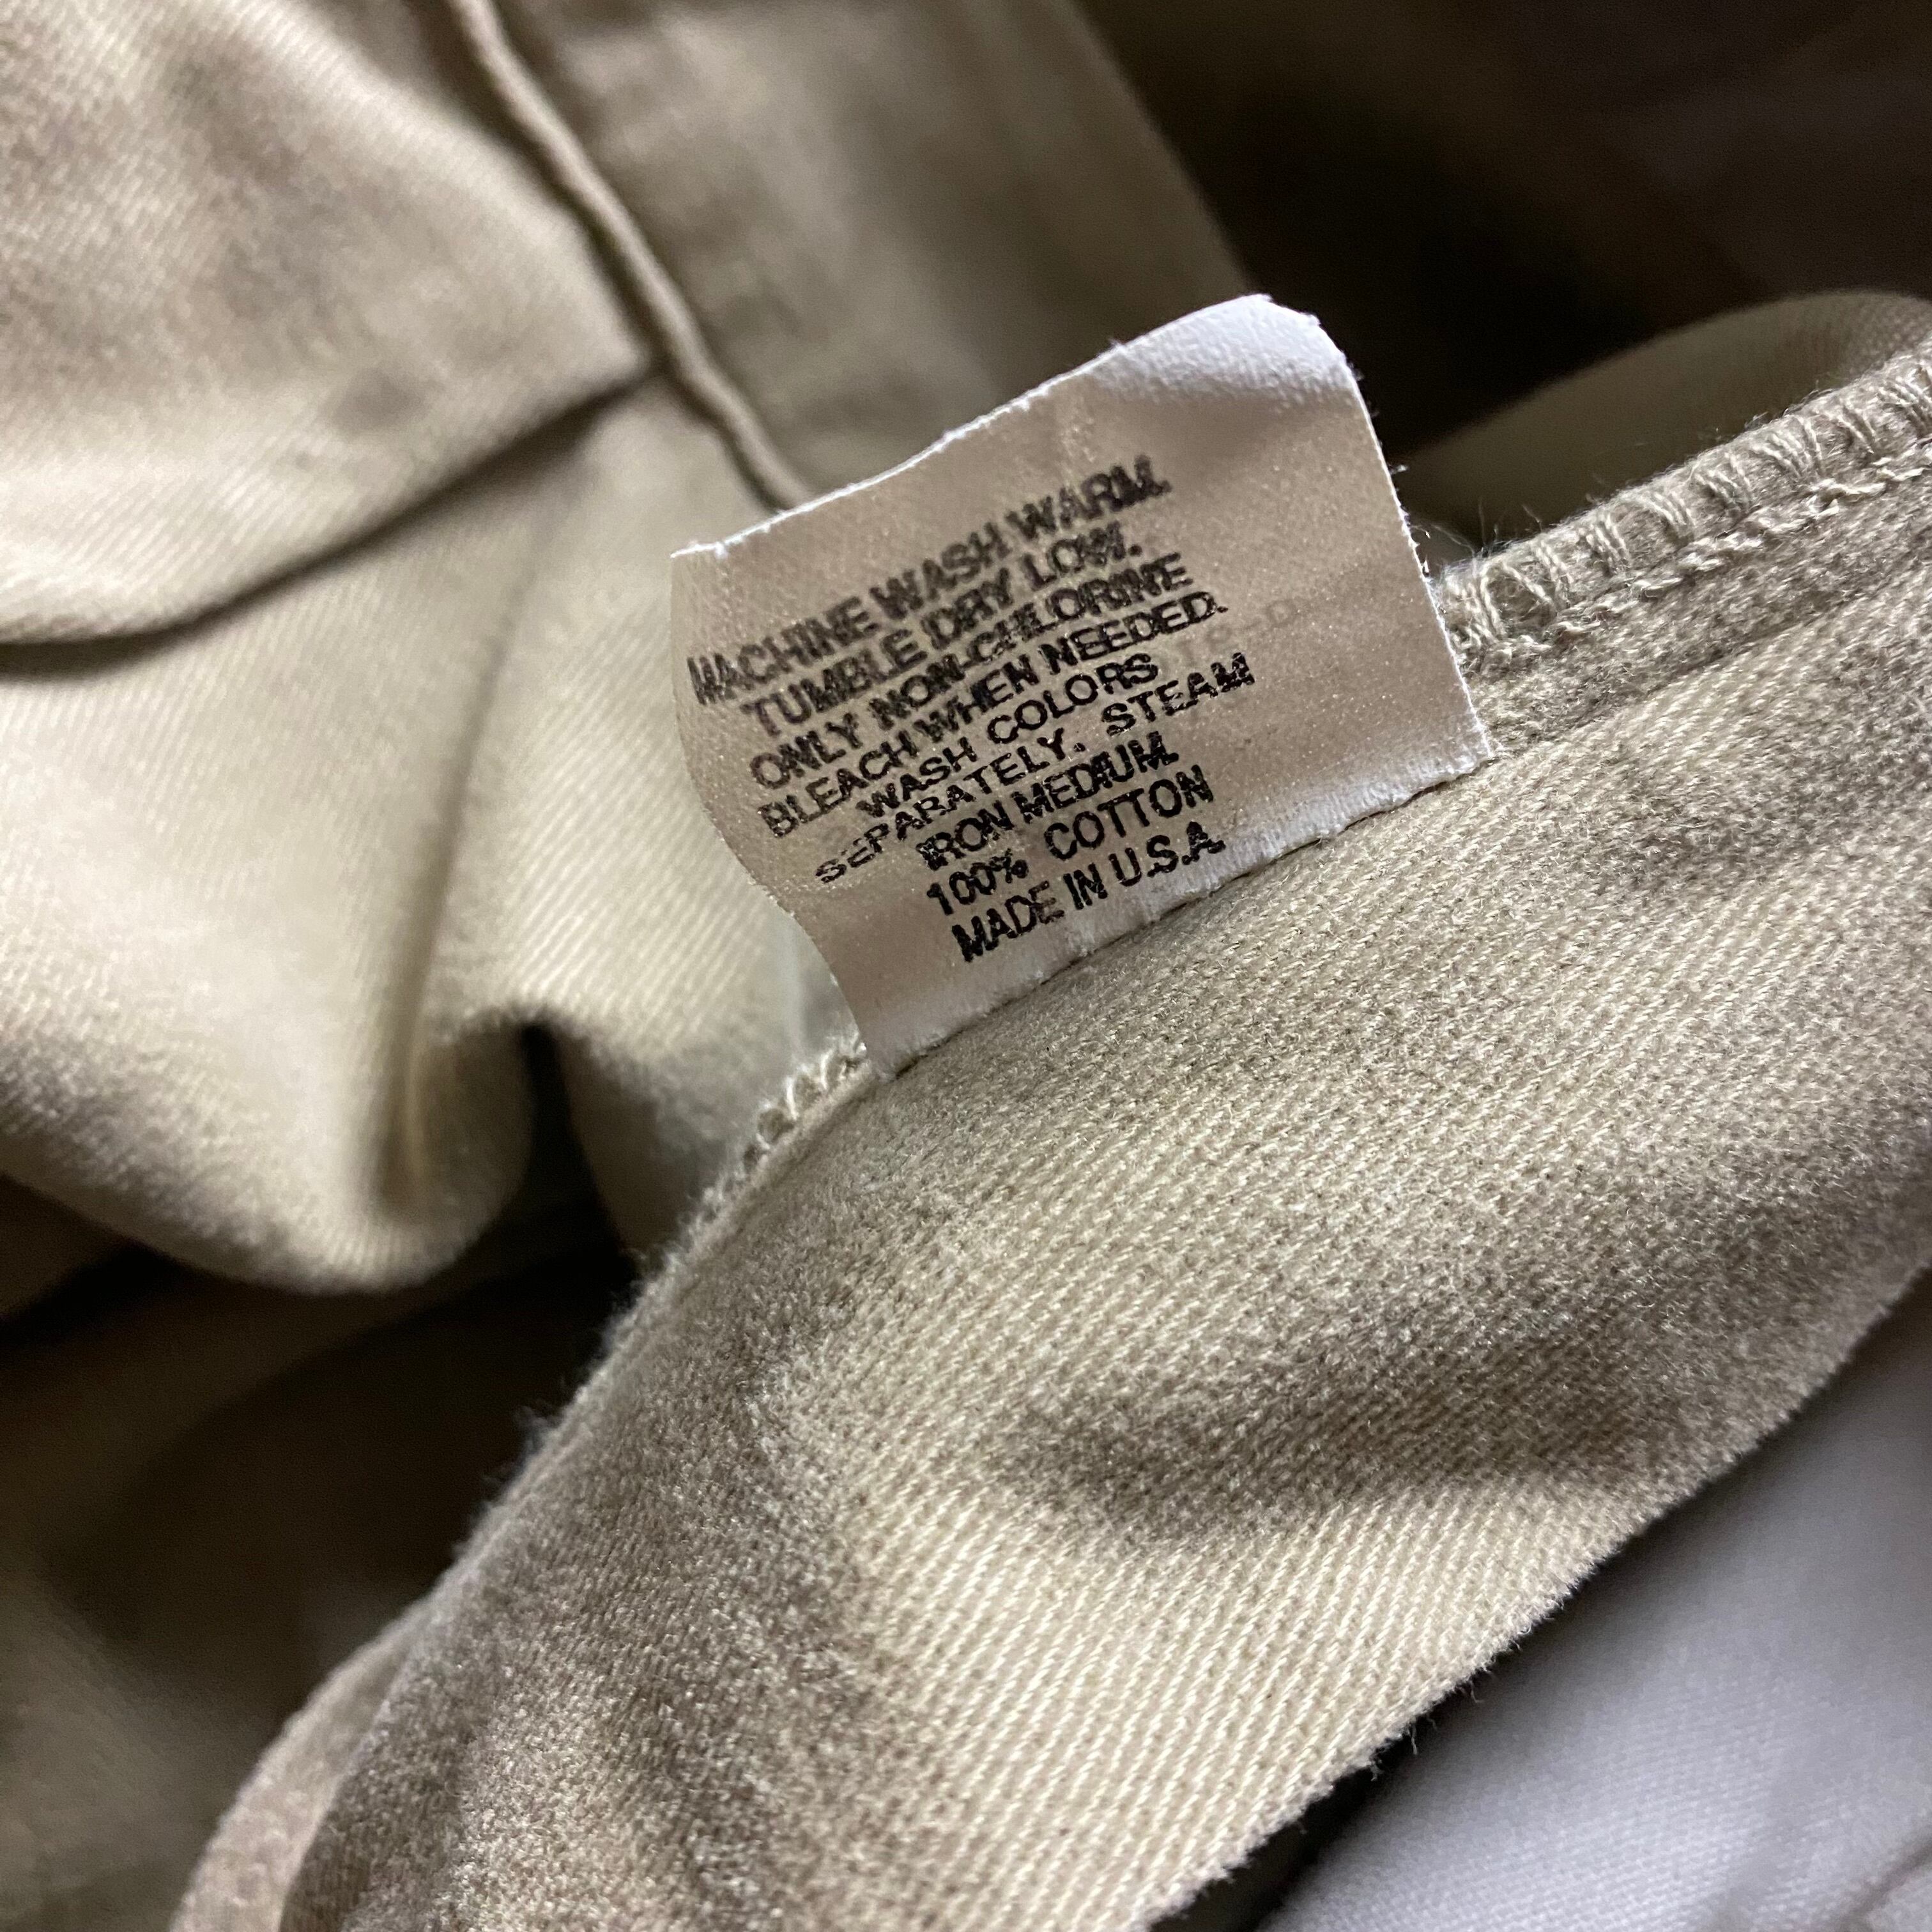 MACHINE WASH WARM.
TUMBLE DRY LOW.
ONLY NON-CHLORINE
BLEACH WHEN NEEDED.
WASH COLORS
SEPARATELY. STEAM
IRON MEDIUM.
100% COTTON
MADE IN U.S.A.